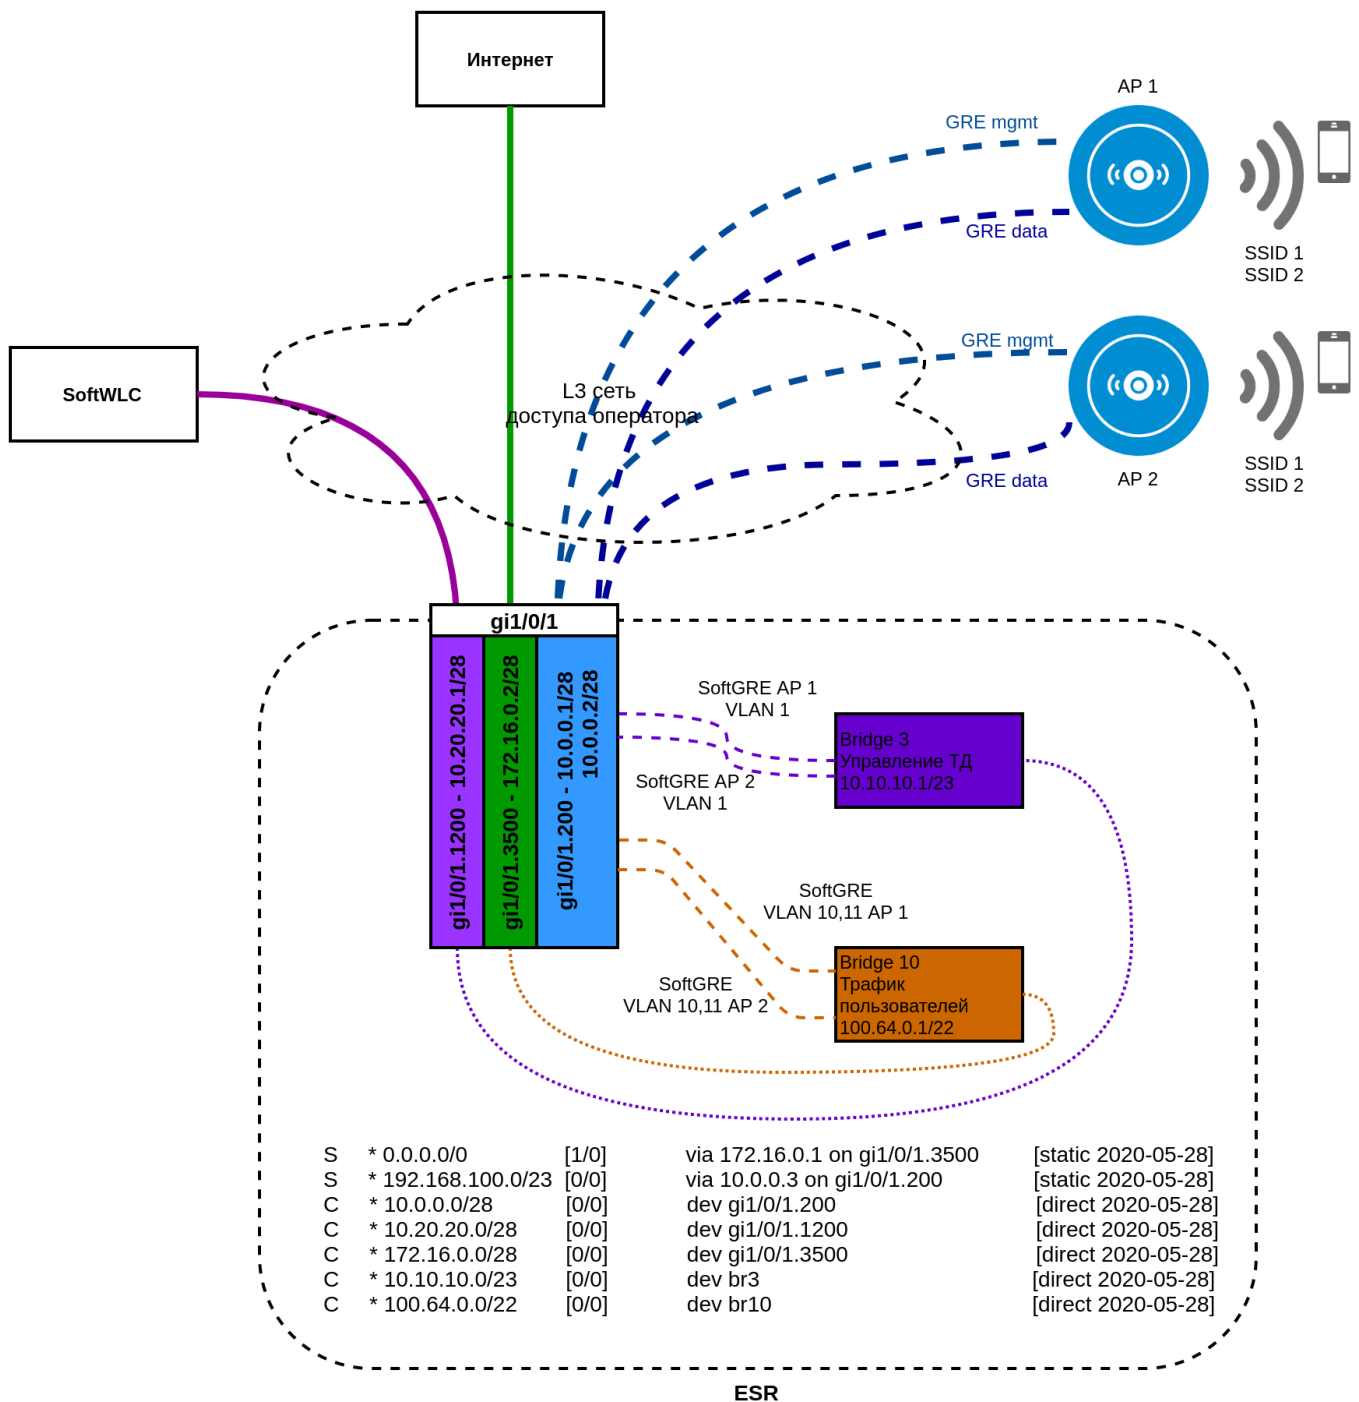 Интернет
AP 1
GRE mgmt
GRE data
SSID 1
SSID 2
SoftWLC
L3 сеть
доступа оператора
GRE mgmt
GRE data
AP 2
SSID 1
SSID 2
gi1/0/1
gi1/0/1.1200 - 10.20.20.1/28
gi1/0/1.3500 - 172.16.0.2/28
gi1/0/1.200 - 10.0.0.1/28
10.0.0.2/28
SoftGRE AP 1
VLAN 1
SoftGRE AP 2
VLAN 1
Bridge 3
Управление ТД
10.10.10.1/23
SoftGRE
VLAN 10,11 AP 1
SoftGRE
VLAN 10,11 AP 2
Bridge 10
Трафик
пользователей
100.64.0.1/22
S * 0.0.0.0/0 [1/0] via 172.16.0.1 on gi1/0/1.3500 [static 2020-05-28]
S * 192.168.100.0/23 [0/0] via 10.0.0.3 on gi1/0/1.200 [static 2020-05-28]
C * 10.0.0.0/28 [0/0] dev gi1/0/1.200 [direct 2020-05-28]
C * 10.20.20.0/28 [0/0] dev gi1/0/1.1200 [direct 2020-05-28]
C * 172.16.0.0/28 [0/0] dev gi1/0/1.3500 [direct 2020-05-28]
C * 10.10.10.0/23 [0/0] dev br3 [direct 2020-05-28]
C * 100.64.0.0/22 [0/0] dev br10 [direct 2020-05-28]
ESR